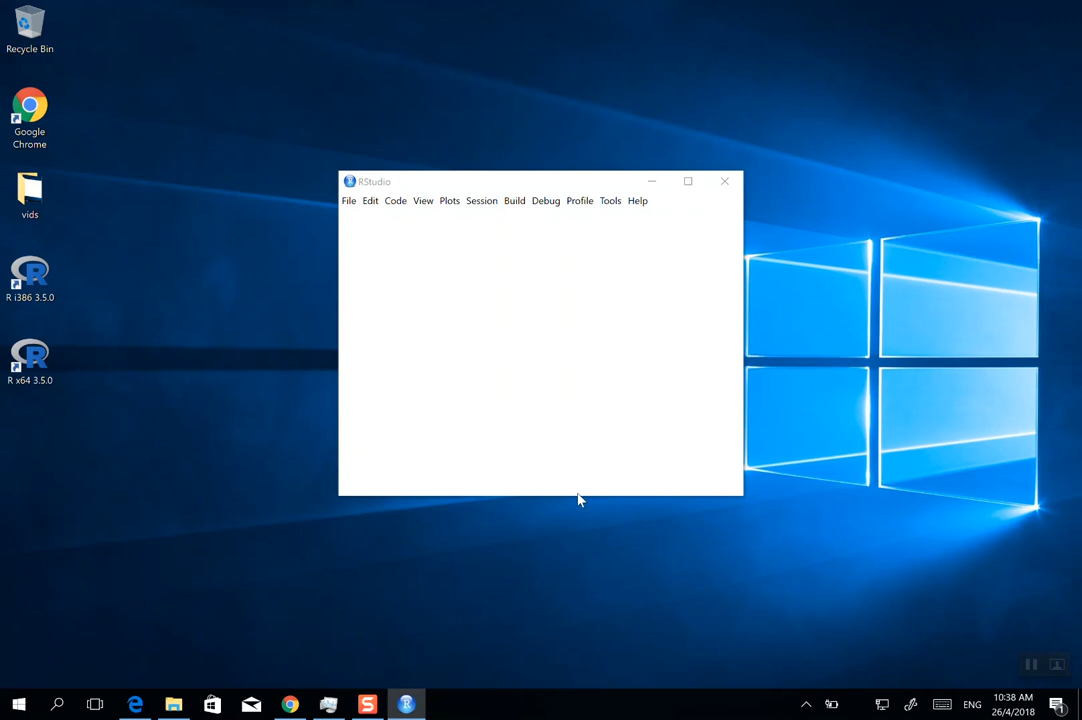 Recycle Bin
Google
Chrome
vids
R i386 3.5.0
R x64 3.5.0
RStudio
File Edit Code View Plots Session Build Debug Profile Tools Help
ENG
10:38 AM
26/4/2018
1